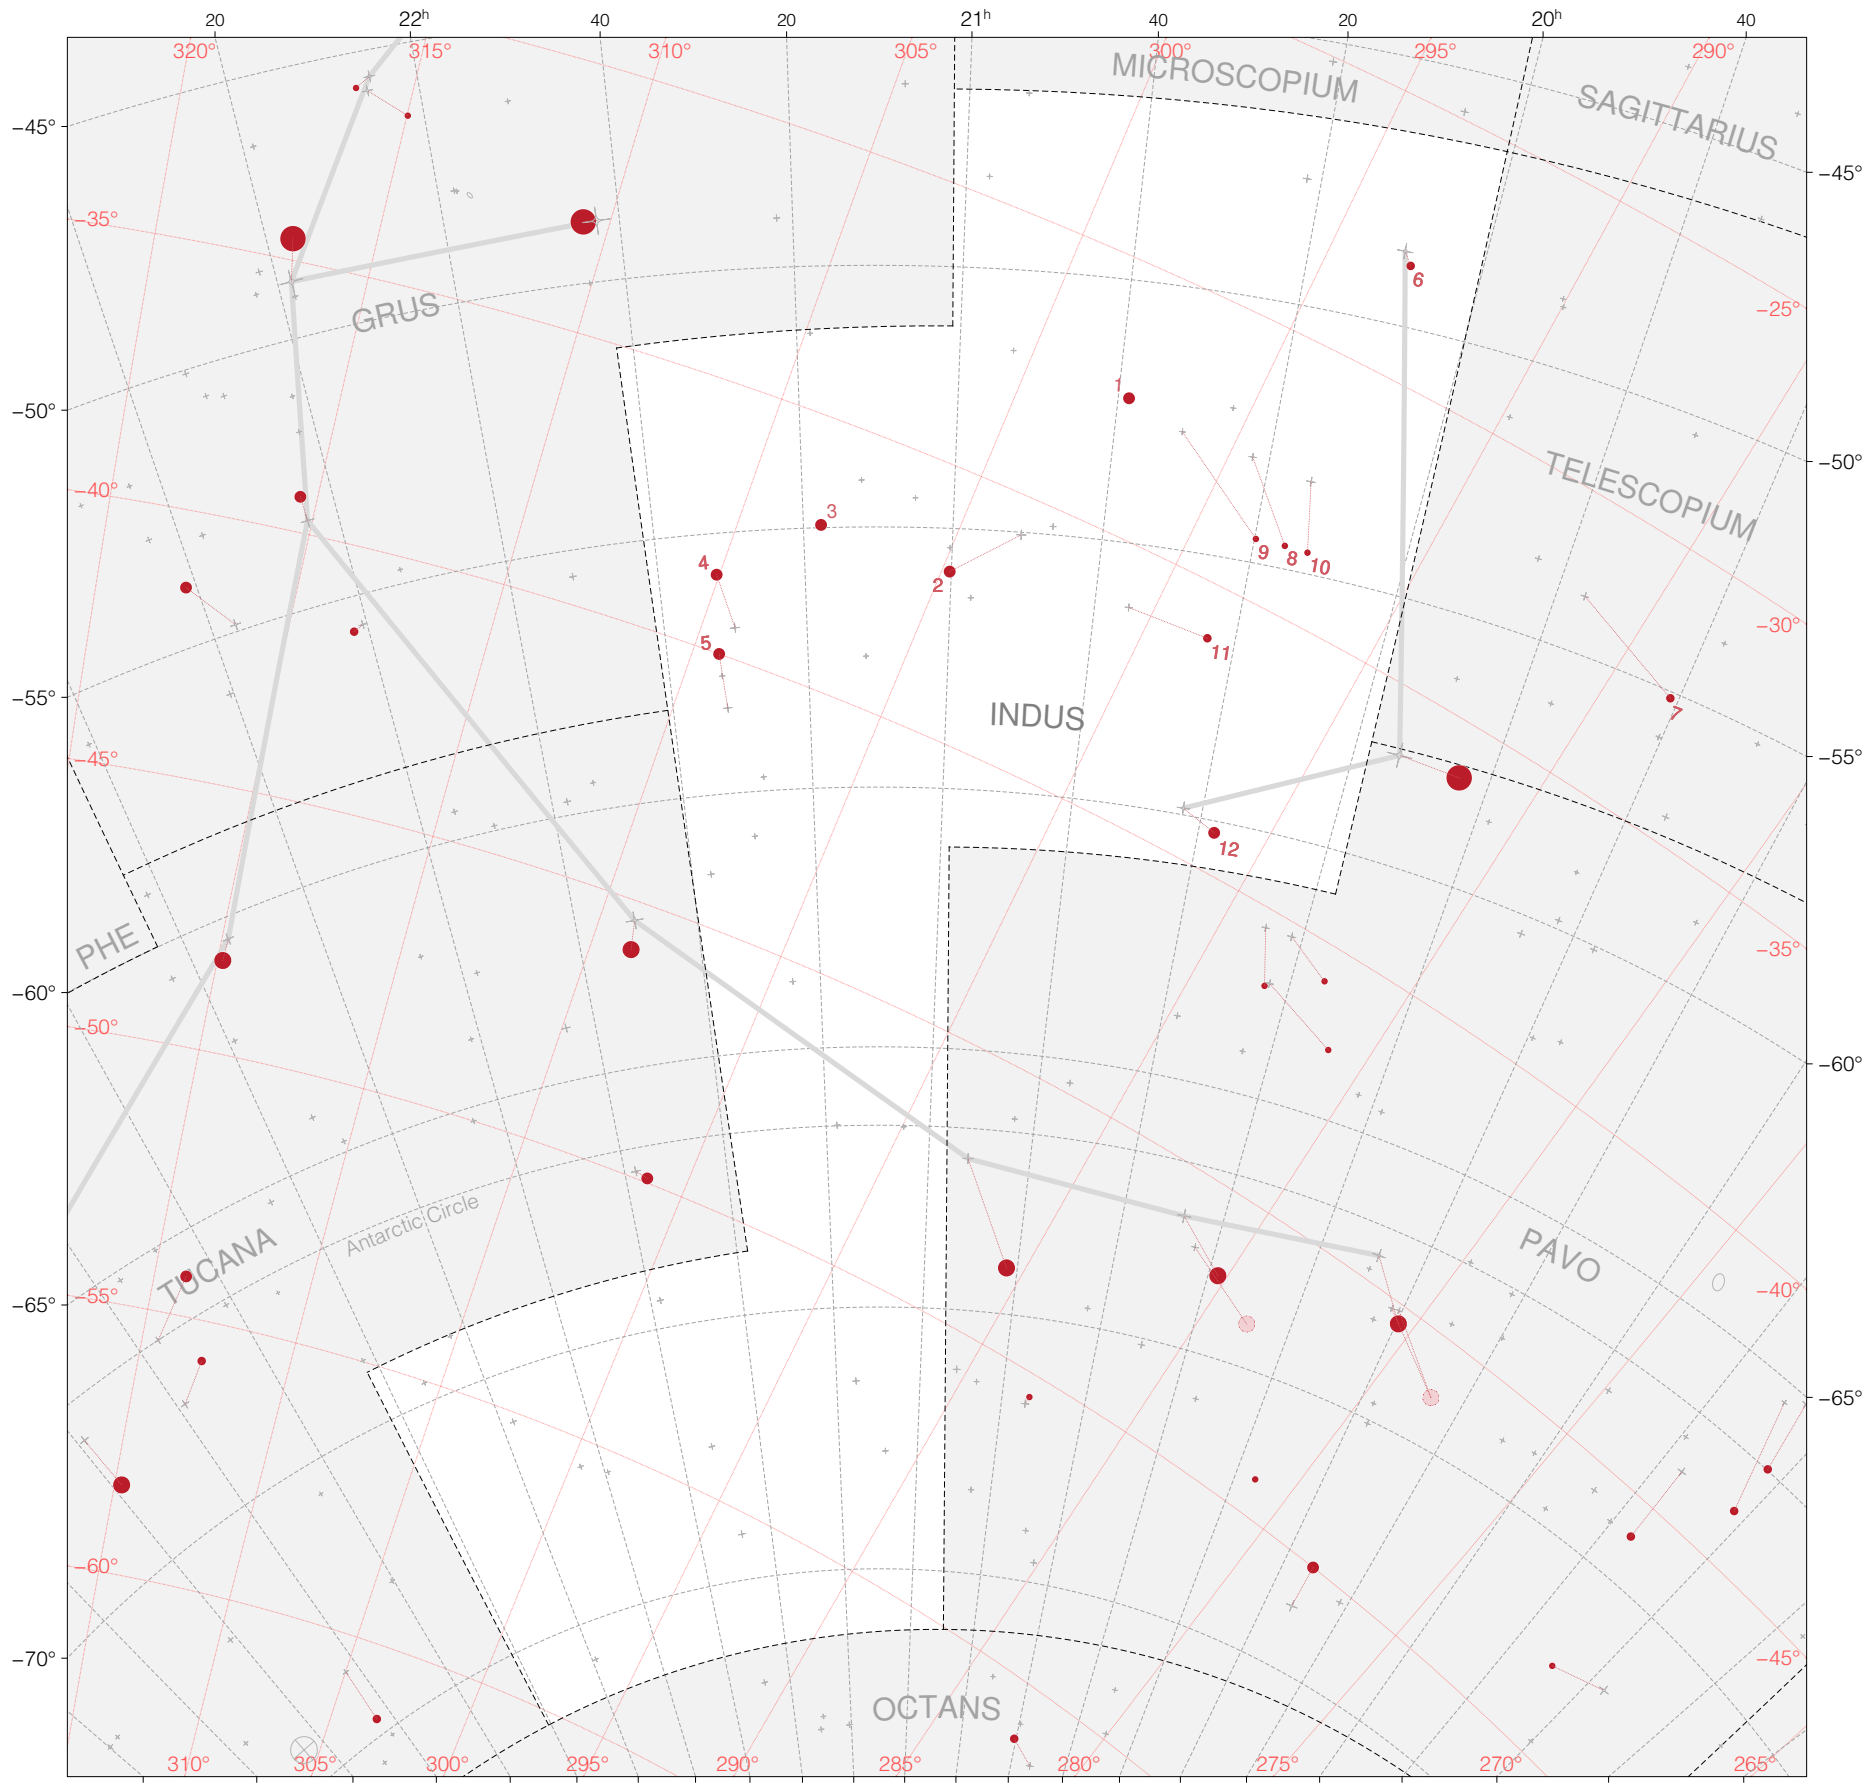 20 22h 40 20 21h 40 20 20h 40
320° 315° 310° 305° 300° 295° 290°
MICROSCOPIUM
SAGITTARIUS
−45°
−45°
−35°
6
GRUS
−25°
1
−50°
−50°
TELESCOPIUM
−40°
3
9 8 10
4
2
−30°
5
11
−55°
INDUS
7
−45°
−55°
12
PHE
−35°
−60°
−50°
−60°
Antarctic Circle
TUCANA
PAVO
−55°
−40°
−65°
−65°
−60°
−70°
−45°
OCTANS
310° 305° 300° 295° 290° 285° 280° 275° 270° 265°